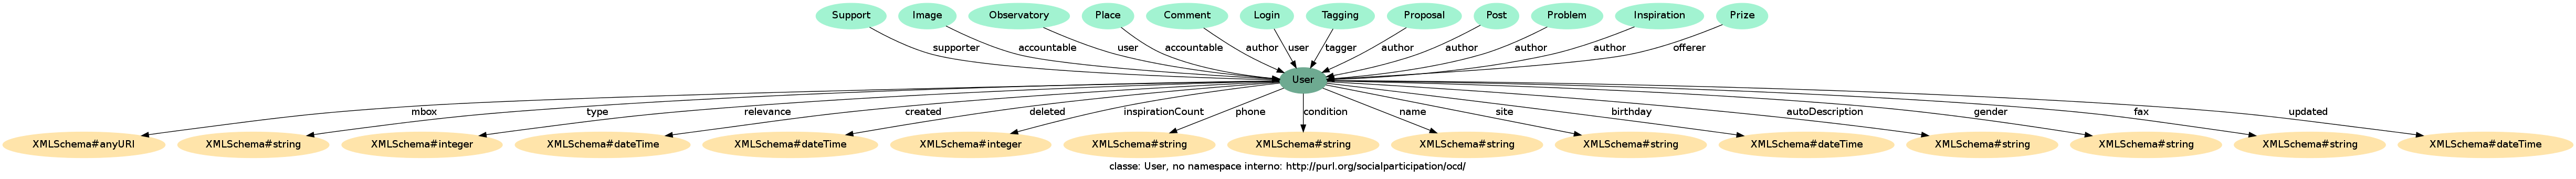 Support Image Observatory Place Comment Login Tagging Proposal Post Problem Inspiration Prize
supporter accountable user accountable author user tagger author author author author offerer
User
mbox type relevance created deleted inspirationCount phone condition name site birthday autoDescription gender fax updated
XMLSchema#anyURI XMLSchema#string XMLSchema#integer XMLSchema#dateTime XMLSchema#dateTime XMLSchema#integer XMLSchema#string XMLSchema#string XMLSchema#string XMLSchema#string XMLSchema#dateTime XMLSchema#string XMLSchema#string XMLSchema#string XMLSchema#dateTime
classe: User, no namespace interno: http://purl.org/socialparticipation/ocd/